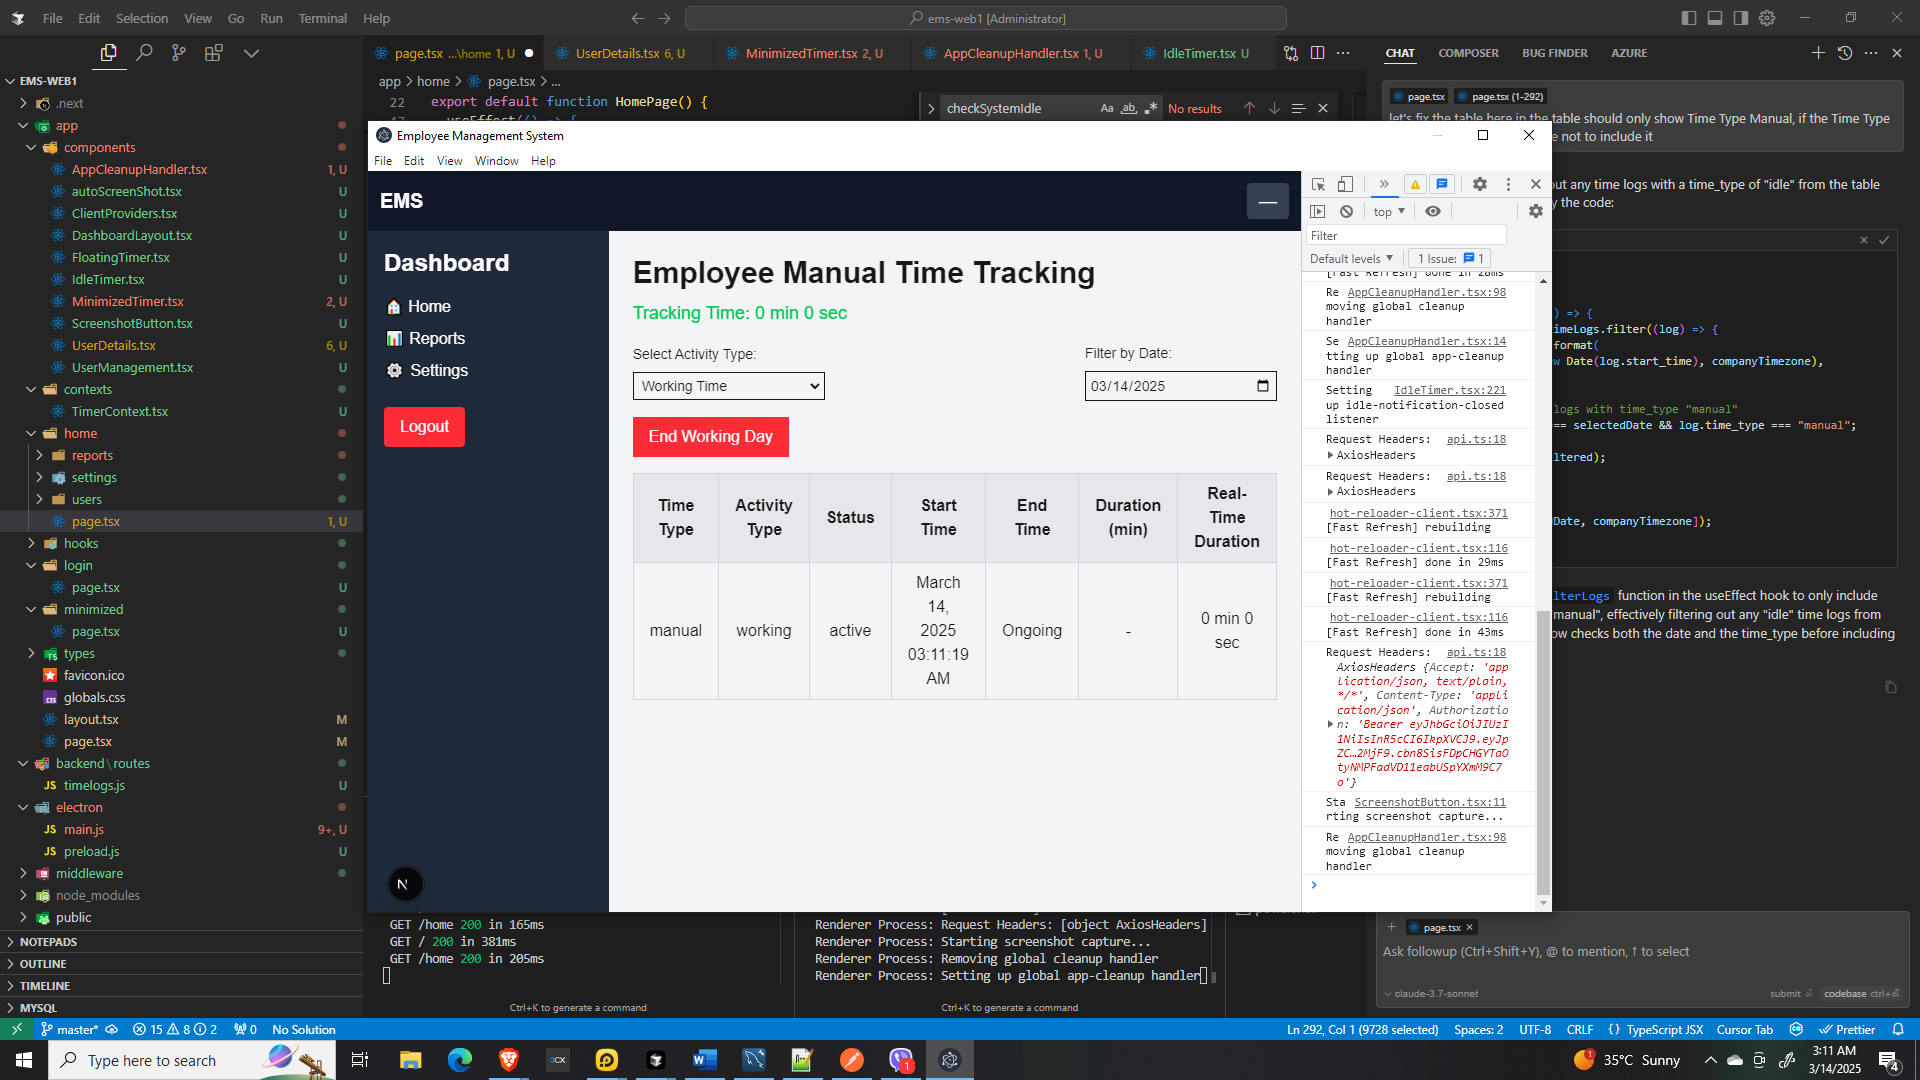 File Edit Selection View Go Run Terminal Help
ems-web1 [Administrator]
EMS-WEB1
.next
app
components
AppCleanupHandler.tsx 1, U
autoScreenShot.tsx U
ClientProviders.tsx U
DashboardLayout.tsx U
FloatingTimer.tsx U
IdleTimer.tsx U
MinimizedTimer.tsx 2, U
ScreenshotButton.tsx U
UserDetails.tsx 6, U
UserManagement.tsx U
contexts
TimerContext.tsx U
home
reports
settings
users
page.tsx 1, U
hooks
login
page.tsx U
minimized
page.tsx U
types
favicon.ico
globals.css
layout.tsx M
page.tsx M
backend\routes
timelogs.js U
electron
main.js 9+, U
preload.js U
middleware
node_modules
public
NOTEPADS
OUTLINE
TIMELINE
MYSQL
page.tsx ...\home 1, U
UserDetails.tsx 6, U
MinimizedTimer.tsx 2, U
AppCleanupHandler.tsx 1, U
IdleTimer.tsx U
app > home > page.tsx > ...
22 export default function HomePage() {
checkSystemIdle Aa ab No results
Employee Management System
File Edit View Window Help
EMS
Dashboard
Home
Reports
Settings
Logout
N
Employee Manual Time Tracking
Tracking Time: 0 min 0 sec
Select Activity Type:
Working Time
Filter by Date:
03/14/2025
End Working Day
Time Type
Activity Type
Status
Start Time
End Time
Duration (min)
Real-Time Duration
manual
working
active
March 14, 2025 03:11:19 AM
Ongoing
-
0 min 0 sec
top
Filter
Default levels 1 Issue: 1
[Fast Refresh] done in 28ms
Re AppCleanupHandler.tsx:98
moving global cleanup
handler
Se AppCleanupHandler.tsx:14
tting up global app-cleanup
handler
Setting IdleTimer.tsx:221
up idle-notification-closed
listener
Request Headers: api.ts:18
AxiosHeaders
Request Headers: api.ts:18
AxiosHeaders
hot-reloader-client.tsx:371
[Fast Refresh] rebuilding
hot-reloader-client.tsx:116
[Fast Refresh] done in 29ms
hot-reloader-client.tsx:371
[Fast Refresh] rebuilding
hot-reloader-client.tsx:116
[Fast Refresh] done in 43ms
Request Headers: api.ts:18
AxiosHeaders {Accept: 'app
lication/json, text/plain,
*/*', Content-Type: 'appl
ication/json', Authorizatio
n: 'Bearer eyJhbGciOiJIUzI
1NiIsInR5cCI6IkpXVCJ9.eyJp
ZC…2MjF9.cbn8SisFDpCHGYTaO
tyNMPFadVD11eabUSpYXmM9C7
o'}
Sta ScreenshotButton.tsx:11
rting screenshot capture...
Re AppCleanupHandler.tsx:98
moving global cleanup
handler
CHAT COMPOSER BUG FINDER AZURE
page.tsx page.tsx (1-292)
let's fix the table here in the table should only show Time Type Manual, if the Time Type
e not to include it
out any time logs with a time_type of "idle" from the table
y the code:
) => {
imeLogs.filter((log) => {
format(
w Date(log.start_time), companyTimezone),
logs with time_type "manual"
== selectedDate && log.time_type === "manual";
ltered);
dDate, companyTimezone]);
lterLogs function in the useEffect hook to only include
manual", effectively filtering out any "idle" time logs from
ow checks both the date and the time_type before including
page.tsx
Ask followup (Ctrl+Shift+Y), @ to mention, ↑ to select
claude-3.7-sonnet submit codebase ctrl+⏎
GET /home 200 in 165ms
GET / 200 in 381ms
GET /home 200 in 205ms
Ctrl+K to generate a command
Renderer Process: Request Headers: [object AxiosHeaders]
Renderer Process: Starting screenshot capture...
Renderer Process: Removing global cleanup handler
Renderer Process: Setting up global app-cleanup handler
Ctrl+K to generate a command
master* 15 8 2 0 No Solution
Ln 292, Col 1 (9728 selected) Spaces: 2 UTF-8 CRLF {} TypeScript JSX Cursor Tab Prettier
Type here to search
35°C Sunny
3:11 AM
3/14/2025
4